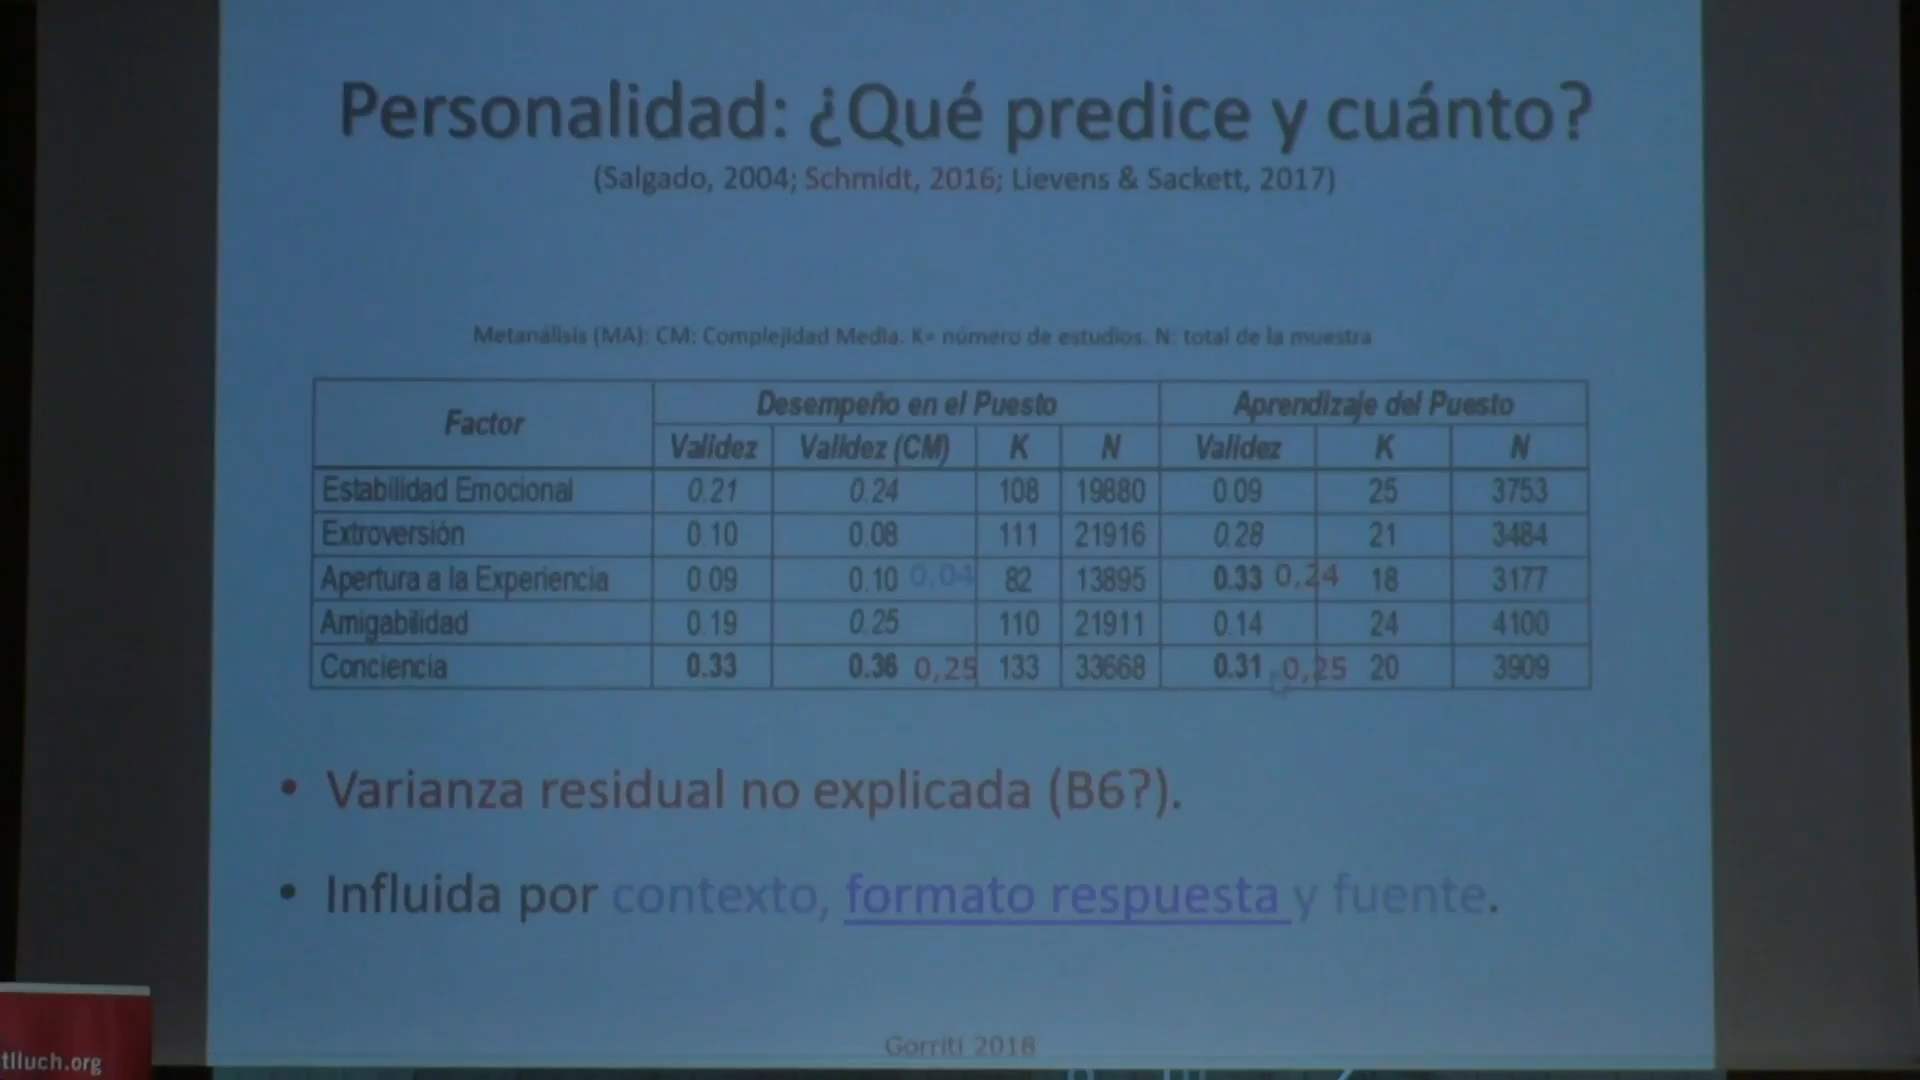 Personalidad: ¿Qué predice y cuánto?
(Salgado, 2004; Schmidt, 2016; Lievens & Sackett, 2017)
Metanálisis (MA): CM: Complejidad Media. K= número de estudios. N: total de la muestra
Factor Desempeño en el Puesto Aprendizaje del Puesto
Validez Validez (CM) K N Validez K N
Estabilidad Emocional 0.21 0.24 108 19880 0.09 25 3753
Extroversión 0.10 0.08 111 21916 0.28 21 3484
Apertura a la Experiencia 0.09 0.10 0,04 82 13895 0.33 0,24 18 3177
Amigabilidad 0.19 0.25 110 21911 0.14 24 4100
Conciencia 0.33 0.36 0,25 133 33668 0.31 0,25 20 3909
• Varianza residual no explicada (B6?).
• Influida por contexto, formato respuesta y fuente.
Gorriti 2018
tlluch.org